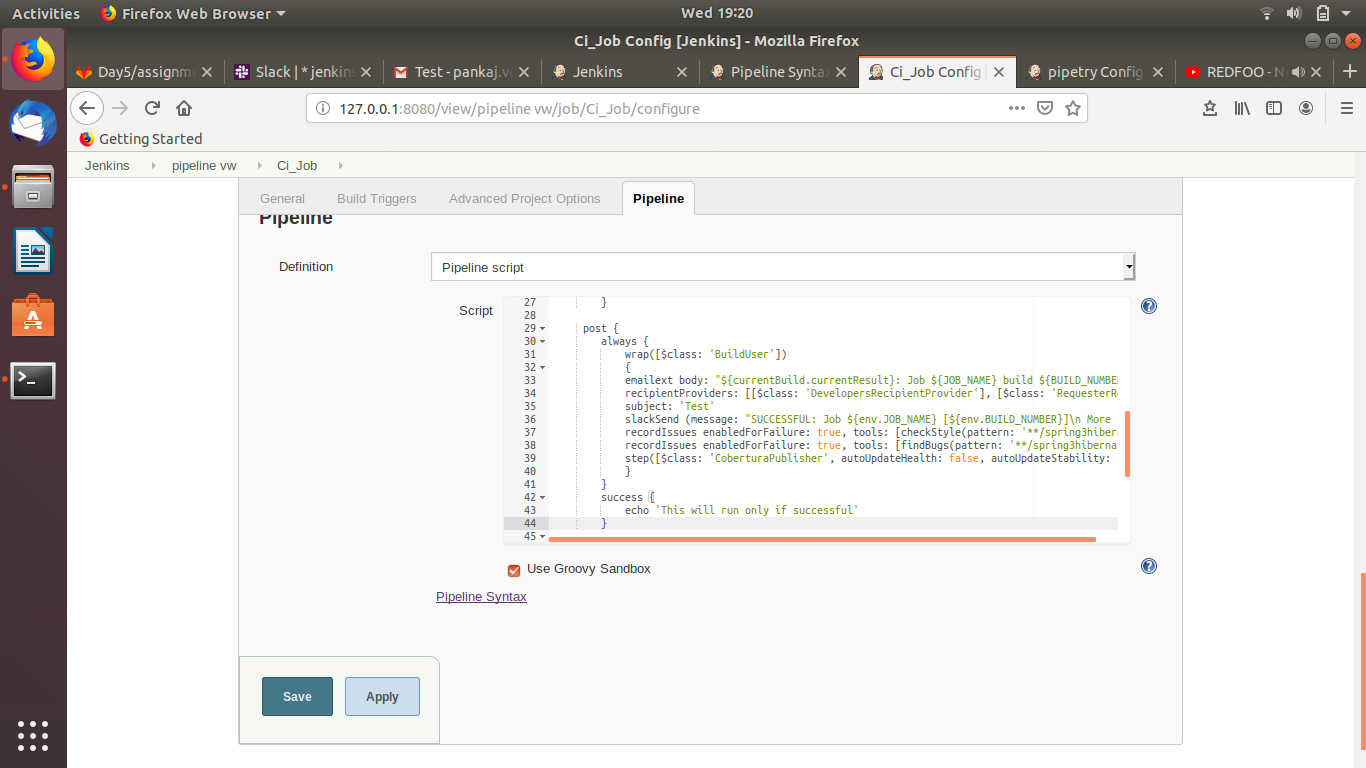 Activities
Firefox Web Browser
Wed 19:20
Ci_Job Config [Jenkins] - Mozilla Firefox
Day5/assignm
Slack | * jenkin
Test - pankaj.v
Jenkins
Pipeline Synta
Ci_Job Config
pipetry Config
REDFOO - N
127.0.0.1:8080/view/pipeline vw/job/Ci_Job/configure
Getting Started
Jenkins
pipeline vw
Ci_Job
General
Build Triggers
Advanced Project Options
Pipeline
Pipeline
Definition
Pipeline script
Script
27 }
28
29 post {
30 always {
31 wrap([$class: 'BuildUser'])
32 {
33 emailext body: "${currentBuild.currentResult}: Job ${JOB_NAME} build ${BUILD_NUMBE
34 recipientProviders: [[$class: 'DevelopersRecipientProvider'], [$class: 'RequesterR
35 subject: 'Test'
36 slackSend (message: "SUCCESSFUL: Job ${env.JOB_NAME} [${env.BUILD_NUMBER}]\n More
37 recordIssues enabledForFailure: true, tools: [checkStyle(pattern: '**/spring3hiber
38 recordIssues enabledForFailure: true, tools: [findBugs(pattern: '**/spring3hiberna
39 step([$class: 'CoberturaPublisher', autoUpdateHealth: false, autoUpdateStability:
40 }
41 }
42 success {
43 echo 'This will run only if successful'
44 }
45
Use Groovy Sandbox
Pipeline Syntax
Save
Apply